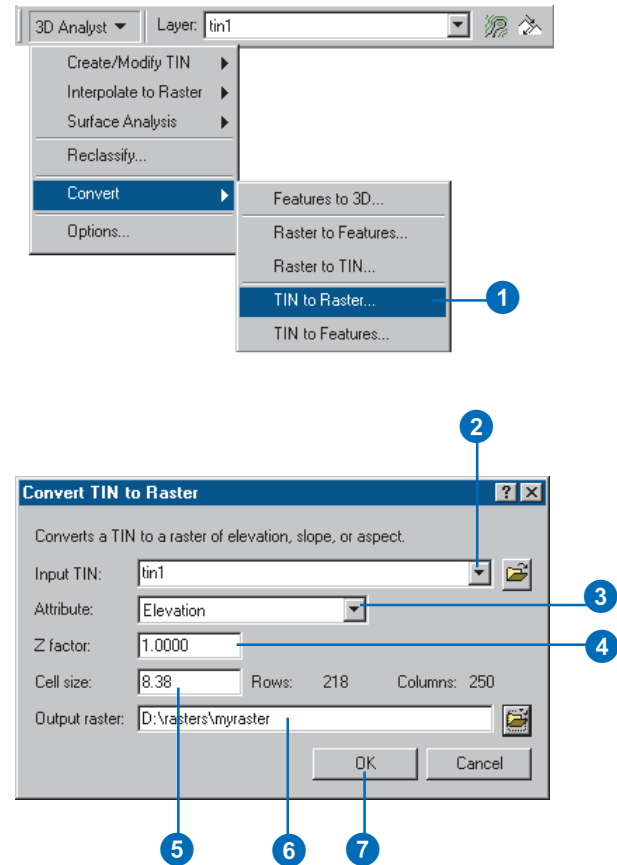 3D Analyst Layer: tin1
Create/Modify TIN
Interpolate to Raster
Surface Analysis
Reclassify...
Convert
Options...
Features to 3D...
Raster to Features...
Raster to TIN...
TIN to Raster...
TIN to Features...
1
2
Convert TIN to Raster ?
Converts a TIN to a raster of elevation, slope, or aspect.
Input TIN: tin1
Attribute: Elevation
3
Z factor: 1.0000
4
Cell size: 8.38 Rows: 218 Columns: 250
Output raster: D:\rasters\myraster
OK Cancel
5 6 7